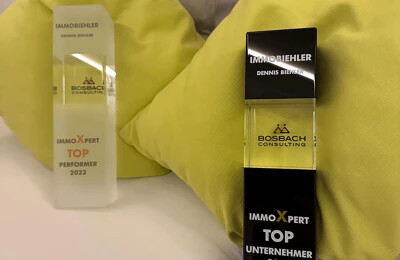 IMMOBIEHLER
DENNIS BIEHLER
BOSBACH
CONSULTING
IMMOXPERT
TOP
PERFORMER
2023
IMMOBIEHLER
DENNIS BIEHLER
BOSBACH
CONSULTING
IMMOXPERT
TOP
UNTERNEHMER